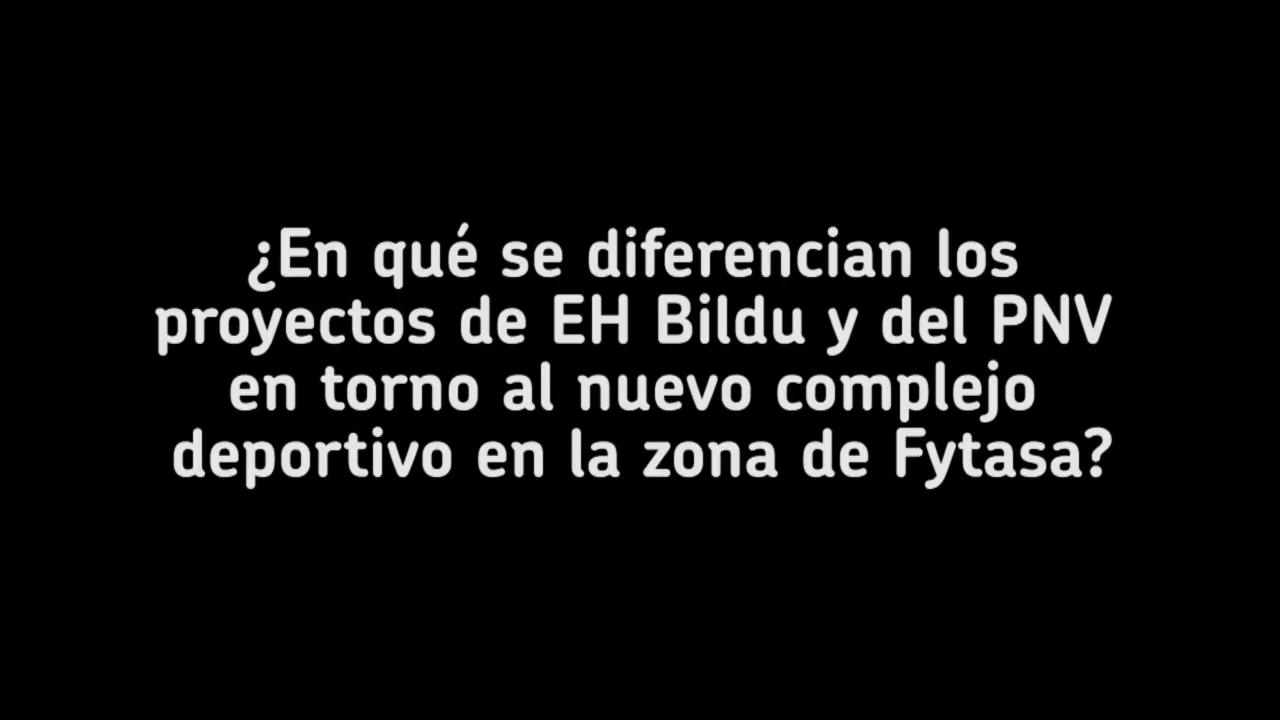 ¿En qué se diferencian los
proyectos de EH Bildu y del PNV
en torno al nuevo complejo
deportivo en la zona de Fytasa?